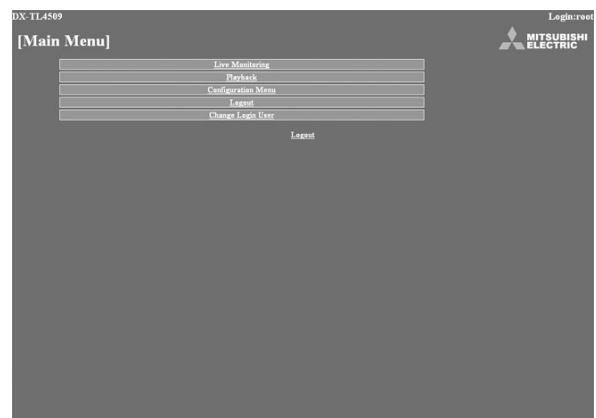 DX-TL4509
Login:root
[Main Menu]
MITSUBISHI
ELECTRIC
Live Monitoring
Playback
Configuration Menu
Logout
Change Login User
Logout